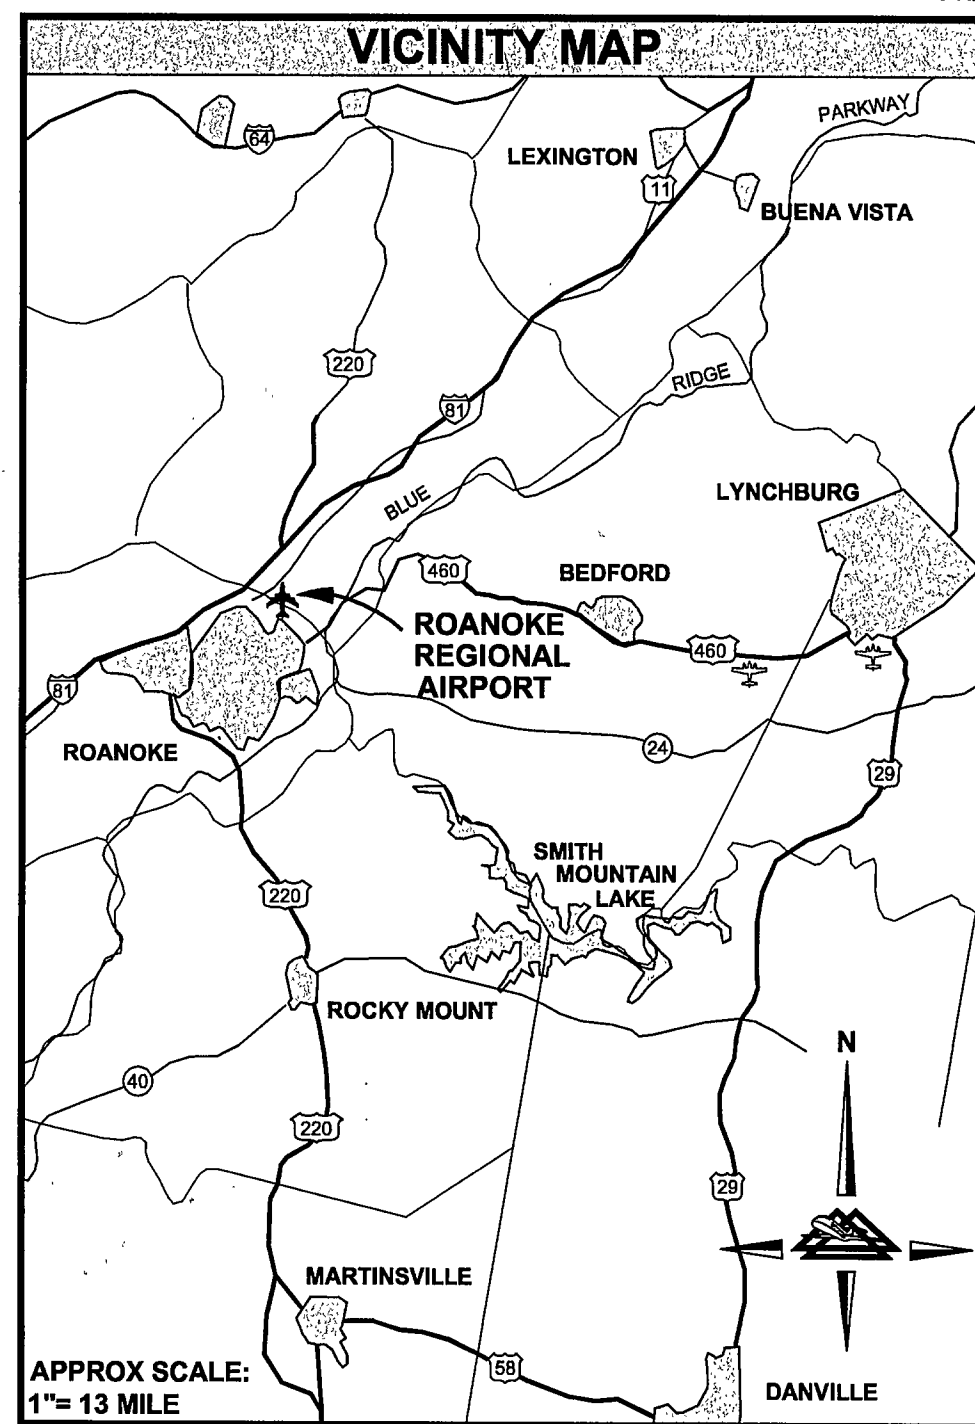 VICINITY MAP
PARKWAY
64
LEXINGTON
11
BUENA VISTA
220
RIDGE
81
BLUE
LYNCHBURG
460
BEDFORD
ROANOKE
REGIONAL
AIRPORT
460
81
ROANOKE
24
29
SMITH
MOUNTAIN
LAKE
220
ROCKY MOUNT
N
40
220
29
MARTINSVILLE
58
DANVILLE
APPROX SCALE:
1"= 13 MILE